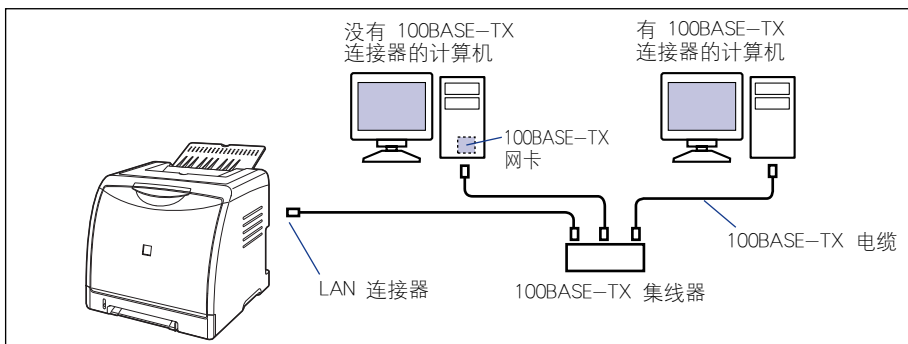 没有 100BASE-TX
连接器的计算机
有 100BASE-TX
连接器的计算机
100BASE-TX
网卡
100BASE-TX 电缆
LAN 连接器
100BASE-TX 集线器